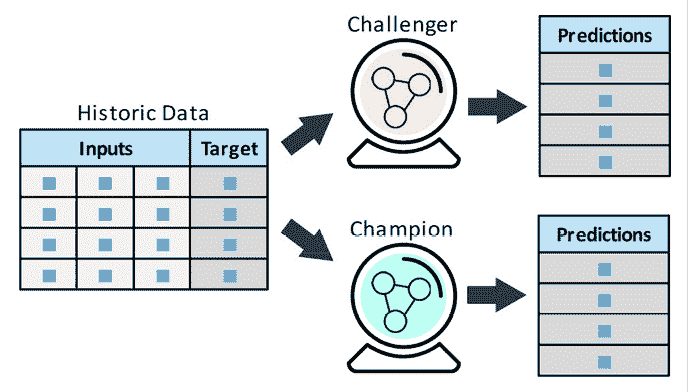 Challenger
Predictions
Historic Data
Inputs Target
Champion
Predictions